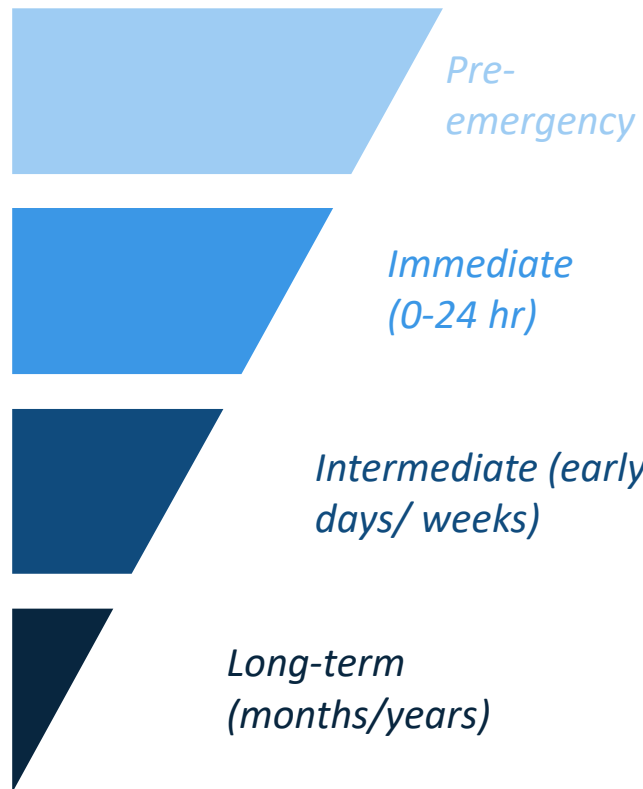 Pre-
emergency
Immediate
(0-24 hr)
Intermediate (early
days/ weeks)
Long-term
(months/years)